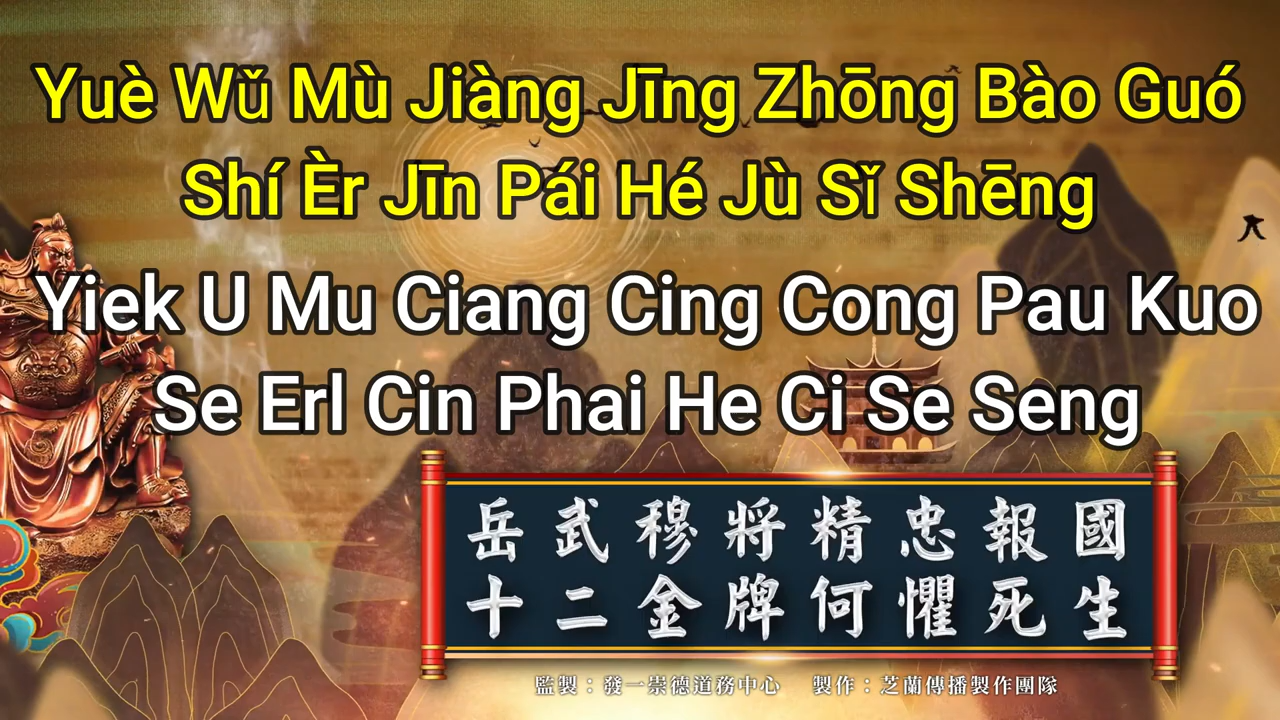 Yuè Wǔ Mù Jiàng Jīng Zhōng Bào Guó
Shí Èr Jīn Pái Hé Jù Sǐ Shēng
Yiek U Mu Ciang Cing Cong Pau Kuo
Se Erl Cin Phai He Ci Se Seng
岳武穆將精忠報國
十二金牌何懼死生
監製：發一崇德道務中心 製作：芝蘭傳播製作團隊